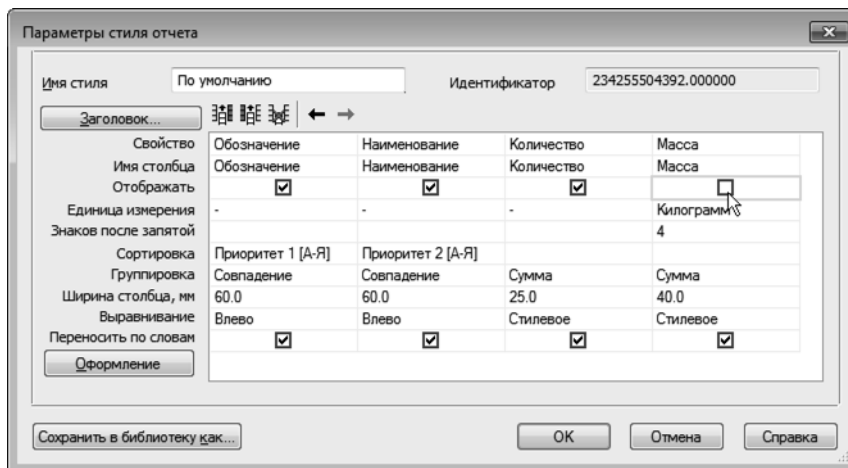 Параметры стиля отчета
Имя стиля По умолчанию Идентификатор 234255504392.000000
Заголовок...
Свойство Обозначение Наименование Количество Масса
Имя столбца Обозначение Наименование Количество Масса
Отображать
Единица измерения - - - Килограмм
Знаков после запятой 4
Сортировка Приоритет 1 [А-Я] Приоритет 2 [А-Я]
Группировка Совпадение Совпадение Сумма Сумма
Ширина столбца, мм 60.0 60.0 25.0 40.0
Выравнивание Влево Влево Стилевое Стилевое
Переносить по словам
Оформление
Сохранить в библиотеку как... OK Отмена Справка